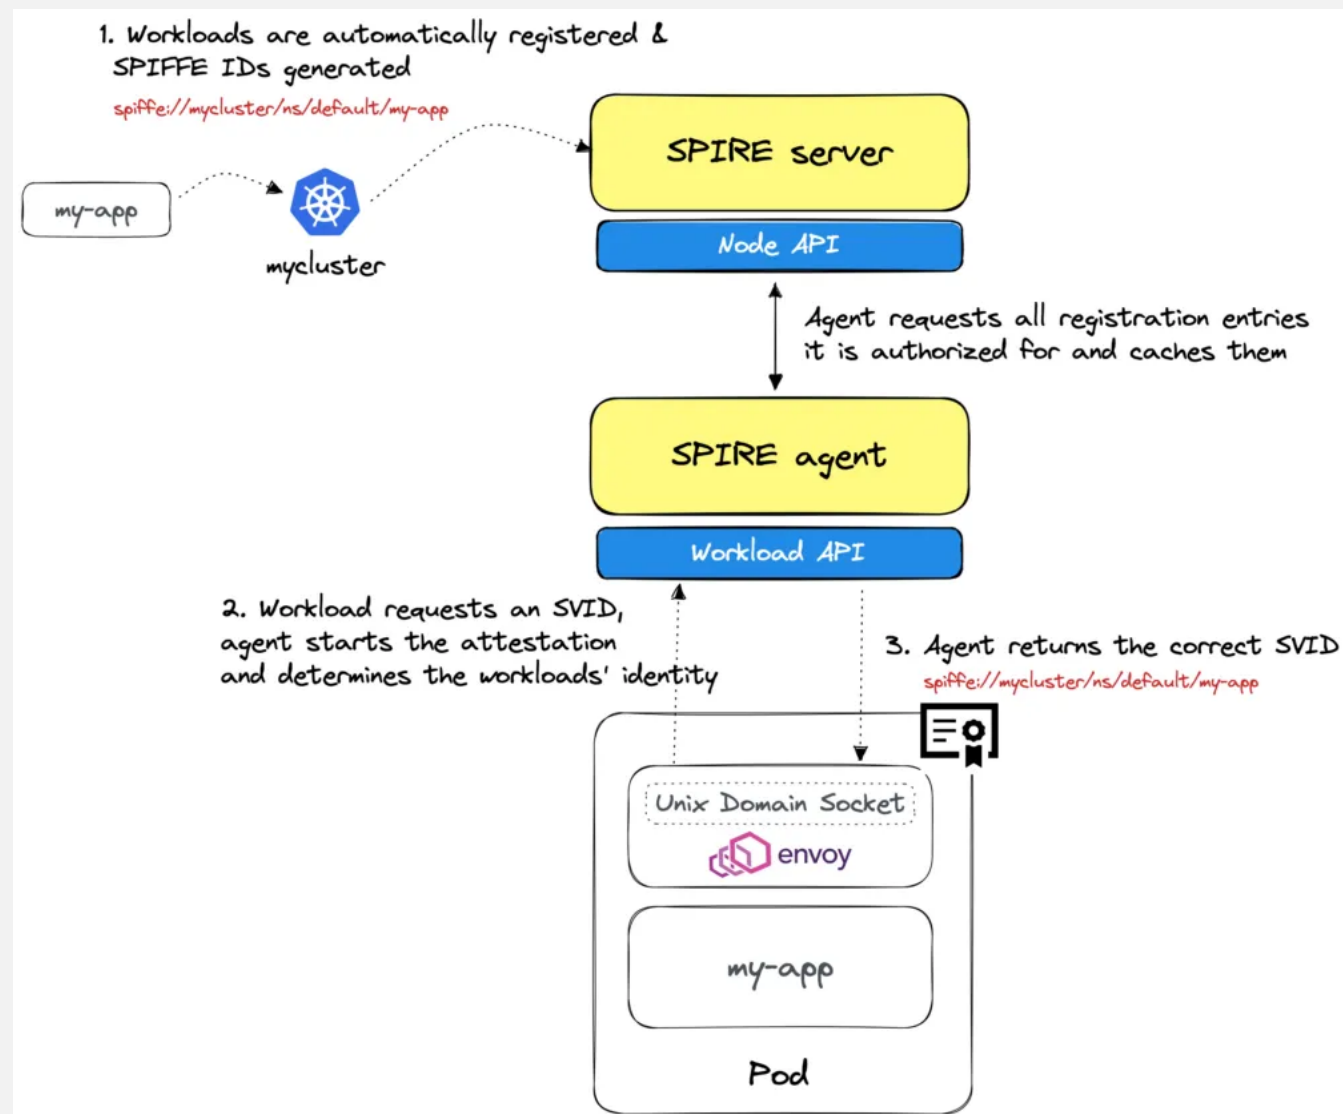 1. Workloads are automatically registered &
SPIFFE IDs generated
spiffe://mycluster/ns/default/my-app
my-app
mycluster
SPIRE server
Node API
Agent requests all registration entries
it is authorized for and caches them
SPIRE agent
Workload API
2. Workload requests an SVID,
agent starts the attestation
and determines the workloads' identity
3. Agent returns the correct SVID
spiffe://mycluster/ns/default/my-app
Unix Domain Socket
envoy
my-app
Pod